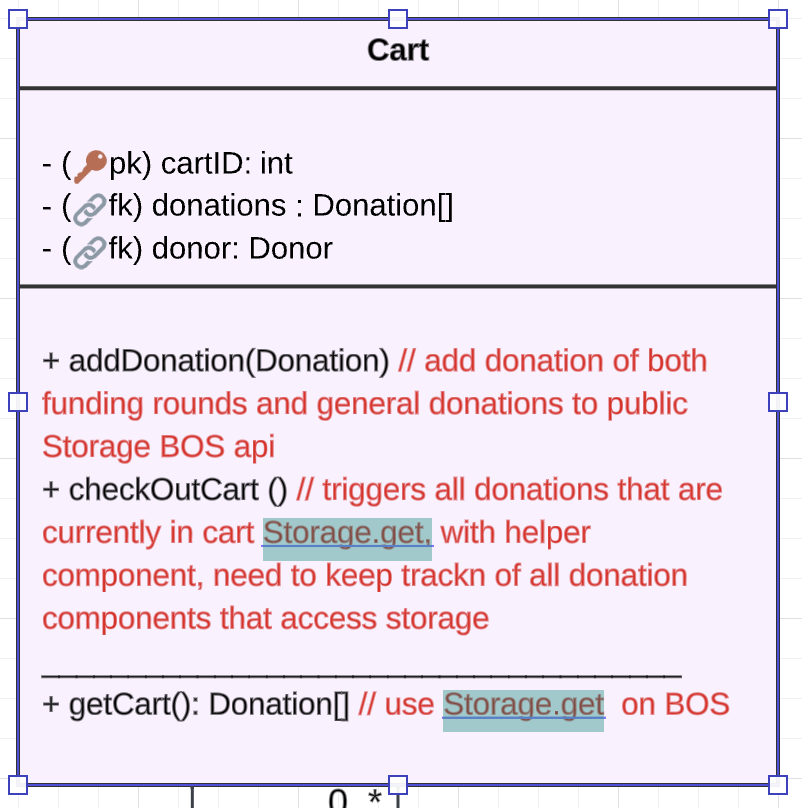 Cart
- (🔑pk) cartID: int
- (🔗fk) donations : Donation[]
- (🔗fk) donor: Donor
+ addDonation(Donation) // add donation of both
funding rounds and general donations to public
Storage BOS api
+ checkOutCart () // triggers all donations that are
currently in cart Storage.get, with helper
component, need to keep trackn of all donation
components that access storage
+ getCart(): Donation[] // use Storage.get on BOS
0..*